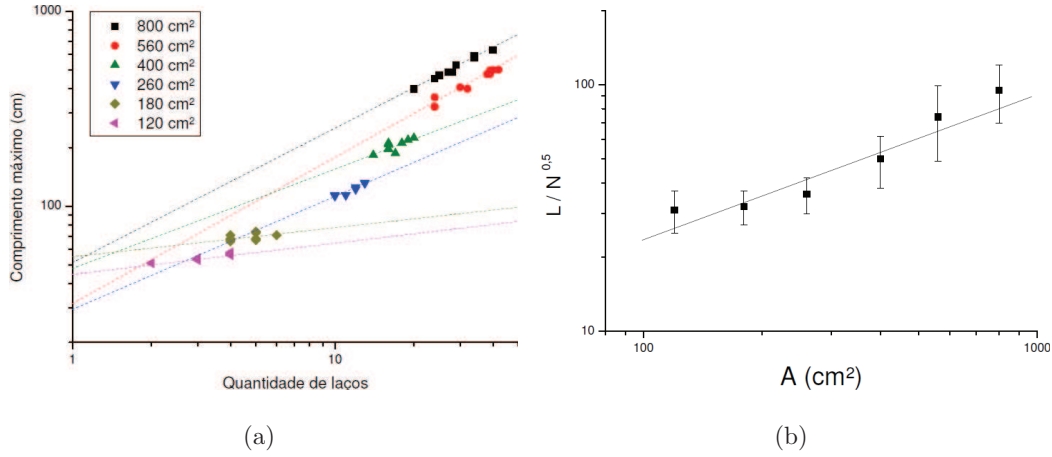 800 cm²
560 cm²
400 cm²
260 cm²
180 cm²
120 cm²
1000
100
Comprimento máximo (cm)
1
10
Quantidade de laços
(a)
100
10
L / N^0,5
100
1000
A (cm²)
(b)